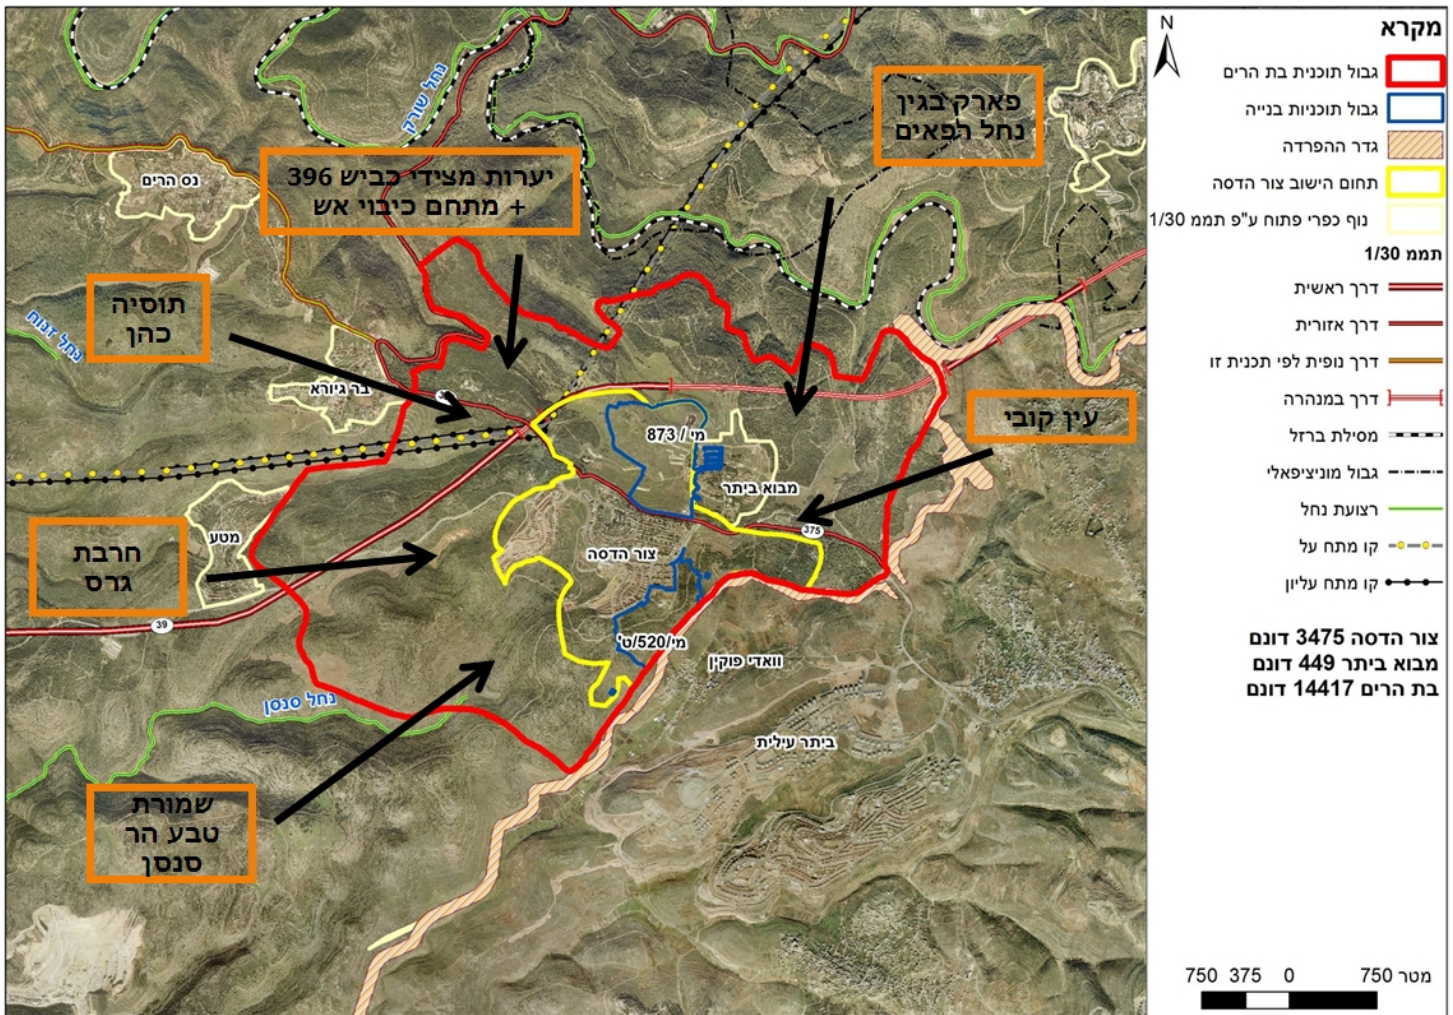 N
מקרא
גבול תוכנית בת הרים
גבול תוכניות בנייה
גדר ההפרדה
תחום הישוב צור הדסה
נוף כפרי פתוח ע"פ תממ 1/30
תממ 1/30
דרך ראשית
דרך אזורית
דרך נופית לפי תכנית זו
דרך במנהרה
מסילת ברזל
גבול מוניציפאלי
רצועת נחל
קו מתח על
קו מתח עליון
צור הדסה 3475 דונם
מבוא ביתר 449 דונם
בת הרים 14417 דונם
750 375 0 750 מטר
פארק בגין
נחל רפאים
נחל שורק
יערות מצידי כביש 396
+ מתחם כיבוי אש
נס הרים
תוסיה
כהן
נחל זנוח
בר גיורא
עין קובי
מי / 873
מבוא ביתר
375
מטע
צור הדסה
חרבת
גרס
39
מי/520/ט'
וואדי פוקין
נחל סנסן
ביתר עילית
שמורת
טבע הר
סנסן